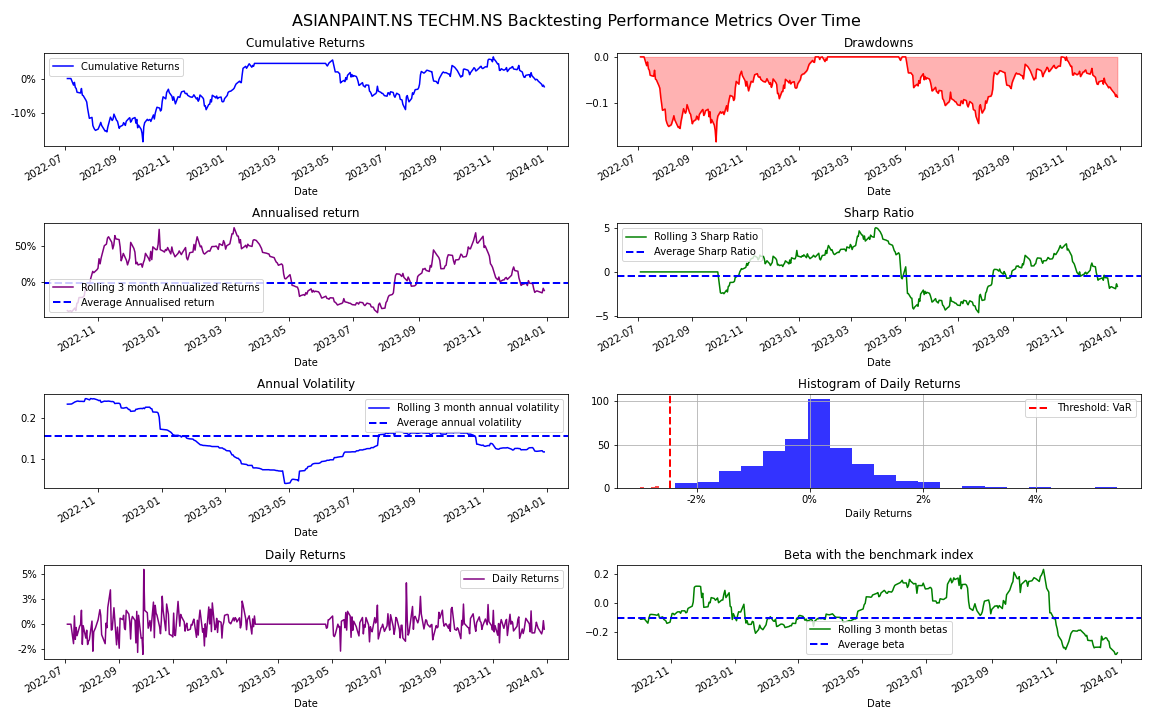 ASIANPAINT.NS TECHM.NS Backtesting Performance Metrics Over Time
Cumulative Returns
Cumulative Returns
0%
-10%
2022-07 2022-09 2022-11 2023-01 2023-03 2023-05 2023-07 2023-09 2023-11 2024-01
Date
Drawdowns
0.0
−0.1
2022-07 2022-09 2022-11 2023-01 2023-03 2023-05 2023-07 2023-09 2023-11 2024-01
Date
Annualised return
50%
0%
Rolling 3 month Annualized Returns
Average Annualised return
2022-11 2023-01 2023-03 2023-05 2023-07 2023-09 2023-11 2024-01
Date
Sharp Ratio
Rolling 3 Sharp Ratio
Average Sharp Ratio
5
0
−5
2022-07 2022-09 2022-11 2023-01 2023-03 2023-05 2023-07 2023-09 2023-11 2024-01
Date
Annual Volatility
Rolling 3 month annual volatility
Average annual volatility
0.2
0.1
2022-11 2023-01 2023-03 2023-05 2023-07 2023-09 2023-11 2024-01
Date
Histogram of Daily Returns
Threshold: VaR
100
50
0
-2% 0% 2% 4%
Daily Returns
Daily Returns
Daily Returns
5%
3%
0%
-2%
2022-07 2022-09 2022-11 2023-01 2023-03 2023-05 2023-07 2023-09 2023-11 2024-01
Date
Beta with the benchmark index
0.2
0.0
−0.2
Rolling 3 month betas
Average beta
2022-11 2023-01 2023-03 2023-05 2023-07 2023-09 2023-11 2024-01
Date